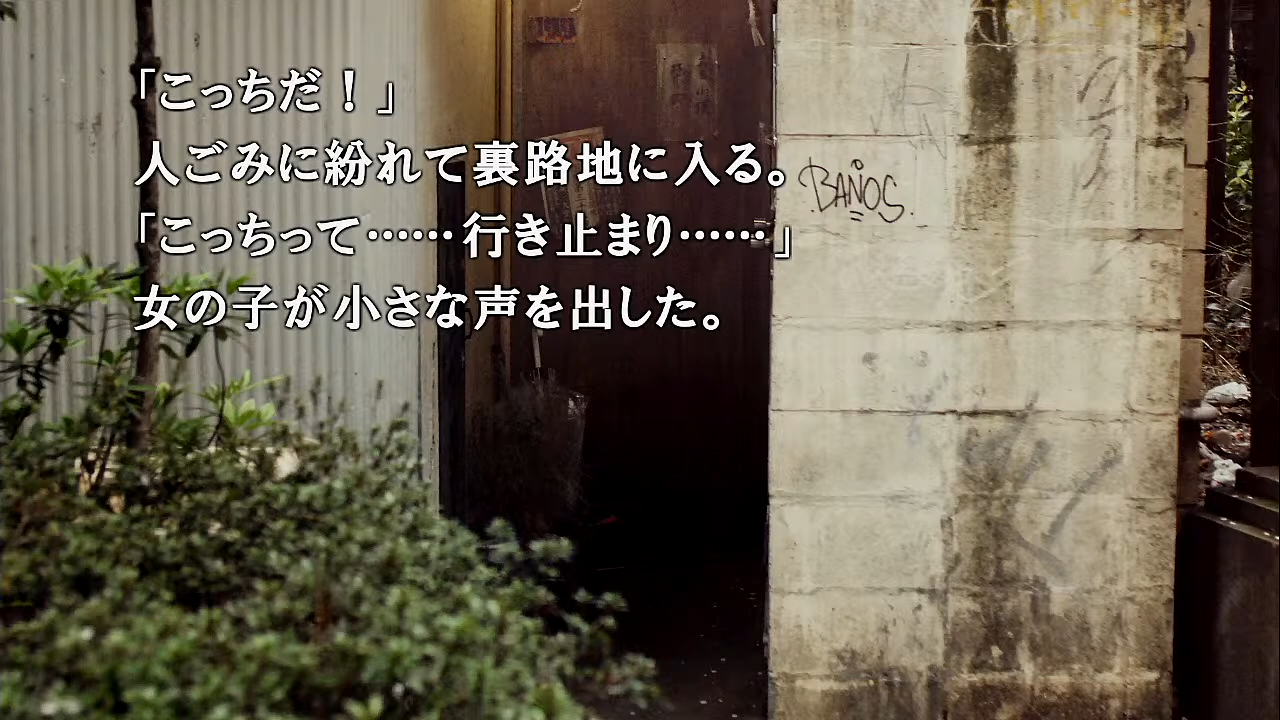 「こっちだ！」
人ごみに紛れて裏路地に入る。
「こっちって……行き止まり……」
女の子が小さな声を出した。
BAÑOS.